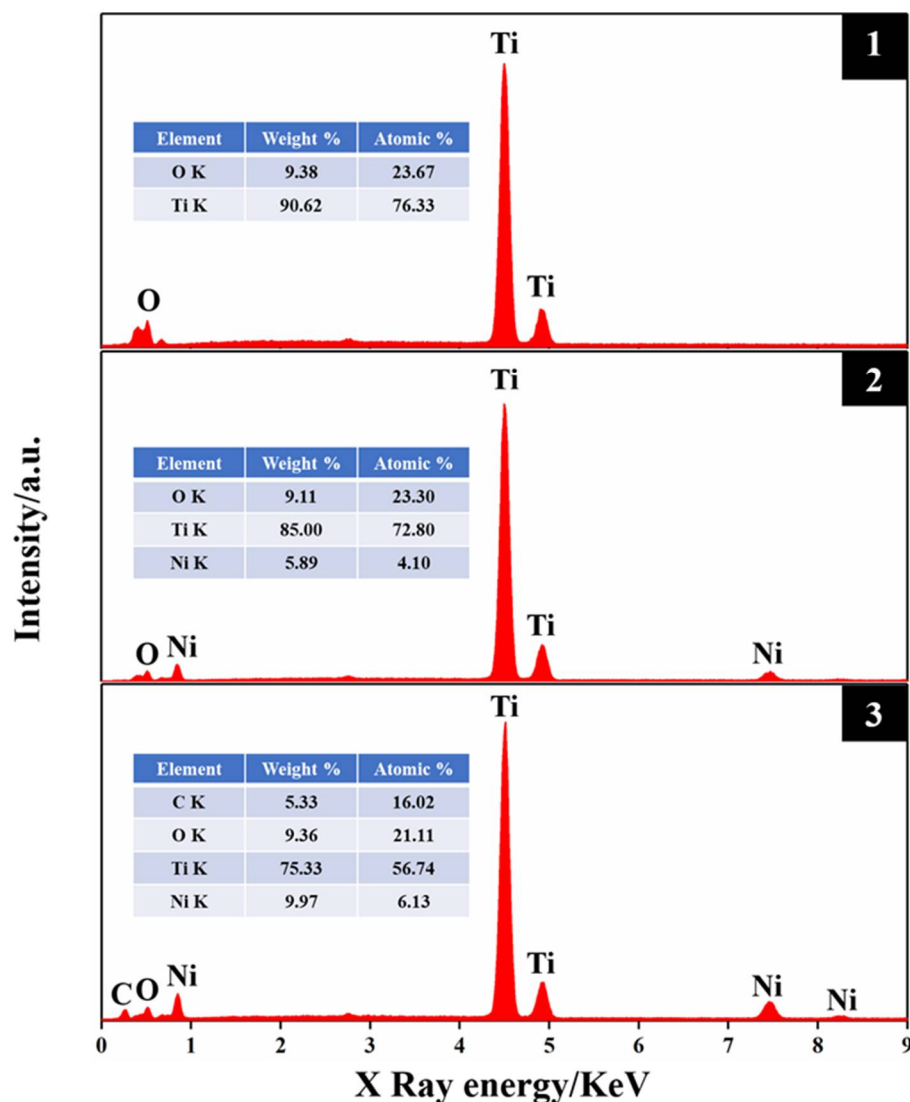 1
Ti
Element Weight % Atomic %
O K 9.38 23.67
Ti K 90.62 76.33
O
Ti
2
Ti
Element Weight % Atomic %
O K 9.11 23.30
Ti K 85.00 72.80
Ni K 5.89 4.10
O Ni Ti Ni
3
Ti
Element Weight % Atomic %
C K 5.33 16.02
O K 9.36 21.11
Ti K 75.33 56.74
Ni K 9.97 6.13
C O Ni Ti Ni Ni
0 1 2 3 4 5 6 7 8 9
X Ray energy/KeV
Intensity/a.u.